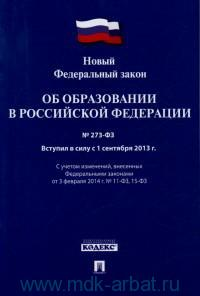 Новый
Федеральный закон
ОБ ОБРАЗОВАНИИ
В РОССИЙСКОЙ ФЕДЕРАЦИИ
№ 273-ФЗ
Вступил в силу с 1 сентября 2013 г.
С учетом изменений, внесенных
Федеральными законами
от 3 февраля 2014 г. № 11-ФЗ, 15-ФЗ
КОДЕКС
www.mdk-arbat.ru